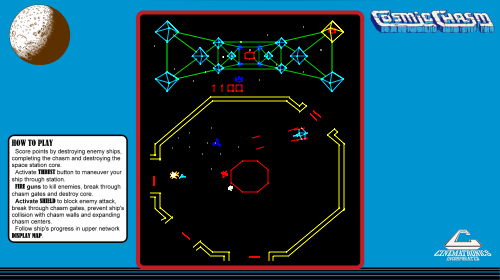 COSMIC CHASM
1100
HOW TO PLAY
Score points by destroying enemy ships,
completing the chasm and destroying the
space station core.
Activate THRUST button to maneuver your
ship through station.
FIRE guns to kill enemies, break through
chasm gates and destroy core.
Activate SHIELD to block enemy attack,
break through chasm gates, prevent ship's
collision with chasm walls and expanding
chasm centers.
Follow ship's progress in upper network
DISPLAY MAP.
CINEMATRONICS
INCORPORATED